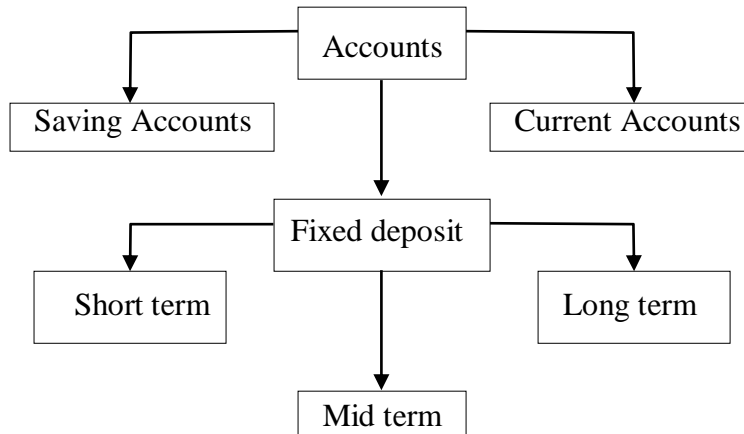 Accounts
Saving Accounts
Current Accounts
Fixed deposit
Short term
Long term
Mid term